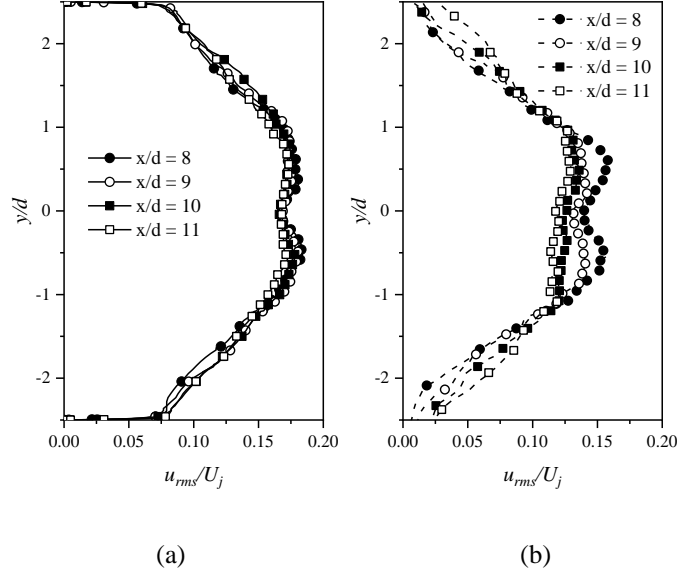 x/d = 8
x/d = 9
x/d = 10
x/d = 11
y/d
2
1
0
-1
-2
0.00
0.05
0.10
0.15
0.20
u_rms/U_j
(a)
x/d = 8
x/d = 9
x/d = 10
x/d = 11
y/d
2
1
0
-1
-2
0.00
0.05
0.10
0.15
0.20
u_rms/U_j
(b)